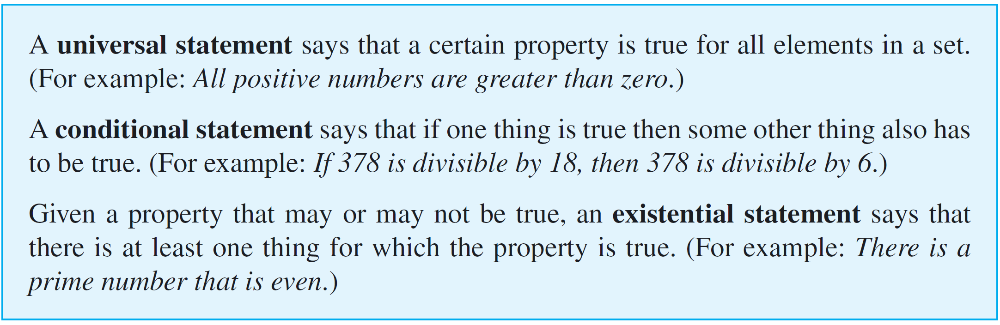 A universal statement says that a certain property is true for all elements in a set.
(For example: All positive numbers are greater than zero.)
A conditional statement says that if one thing is true then some other thing also has
to be true. (For example: If 378 is divisible by 18, then 378 is divisible by 6.)
Given a property that may or may not be true, an existential statement says that
there is at least one thing for which the property is true. (For example: There is a
prime number that is even.)